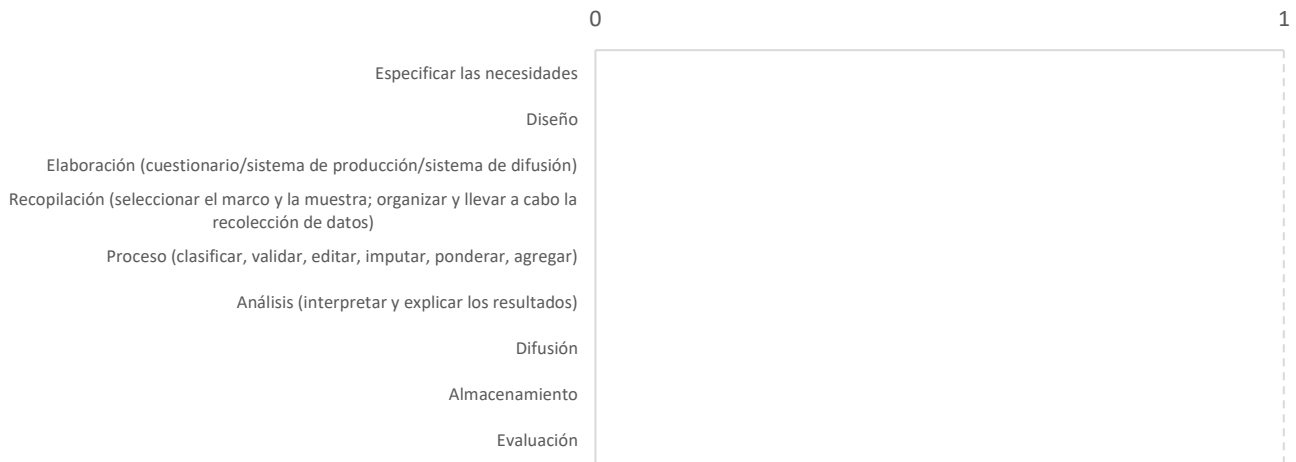 0 1
Especificar las necesidades
Diseño
Elaboración (cuestionario/sistema de producción/sistema de difusión)
Recopilación (seleccionar el marco y la muestra; organizar y llevar a cabo la
recolección de datos)
Proceso (clasificar, validar, editar, imputar, ponderar, agregar)
Análisis (interpretar y explicar los resultados)
Difusión
Almacenamiento
Evaluación